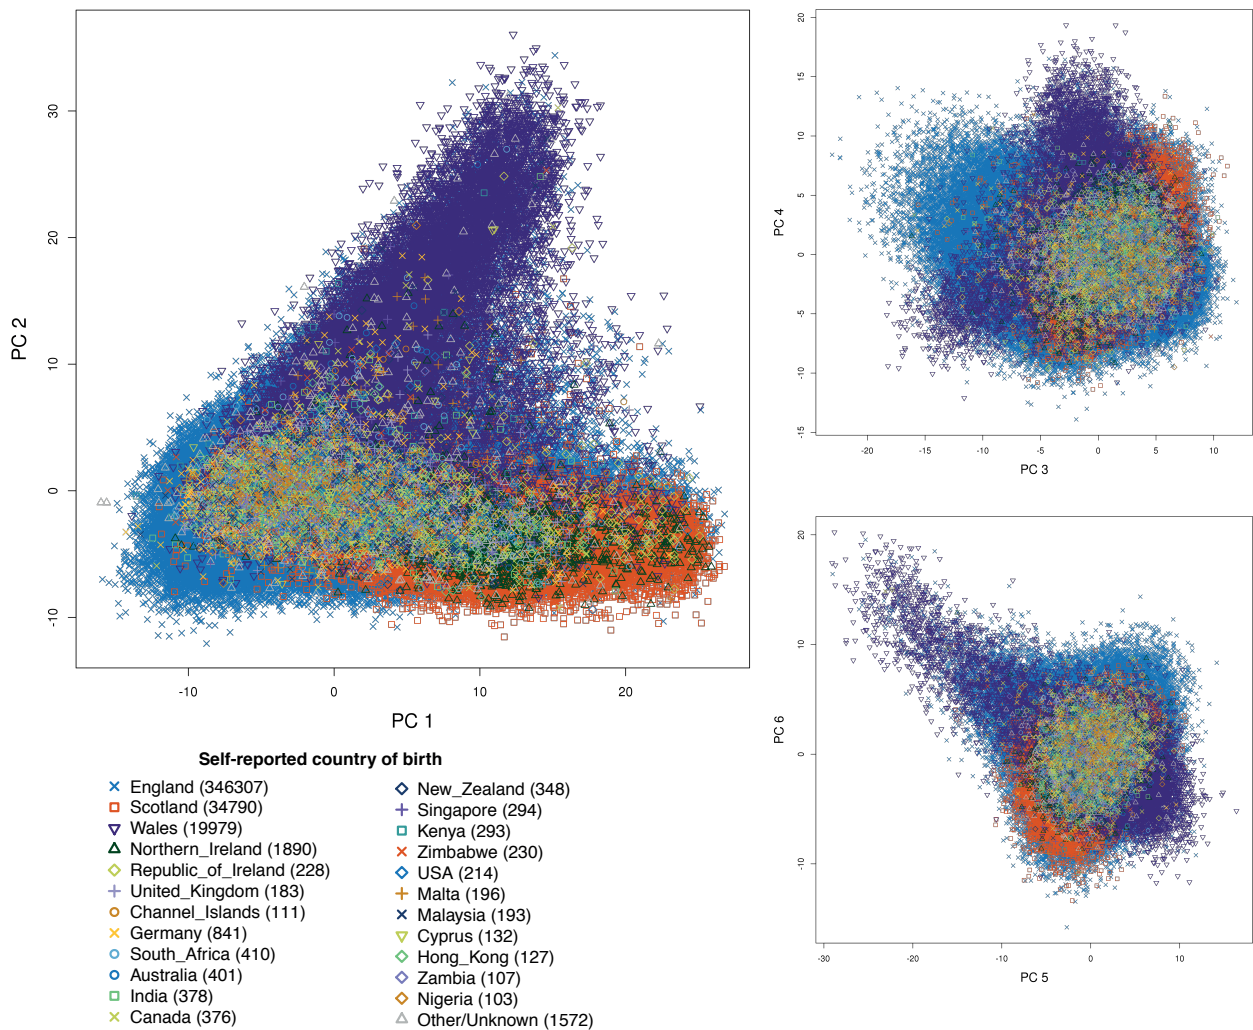 30
20
10
0
-10
PC 2
-10
0
10
20
PC 1
20
15
10
5
0
-5
-10
-15
PC 4
-20
-15
-10
-5
0
5
10
PC 3
20
10
0
-10
PC 6
-30
-20
-10
0
10
PC 5
Self-reported country of birth
England (346307)
Scotland (34790)
Wales (19979)
Northern_Ireland (1890)
Republic_of_Ireland (228)
United_Kingdom (183)
Channel_Islands (111)
Germany (841)
South_Africa (410)
Australia (401)
India (378)
Canada (376)
New_Zealand (348)
Singapore (294)
Kenya (293)
Zimbabwe (230)
USA (214)
Malta (196)
Malaysia (193)
Cyprus (132)
Hong_Kong (127)
Zambia (107)
Nigeria (103)
Other/Unknown (1572)